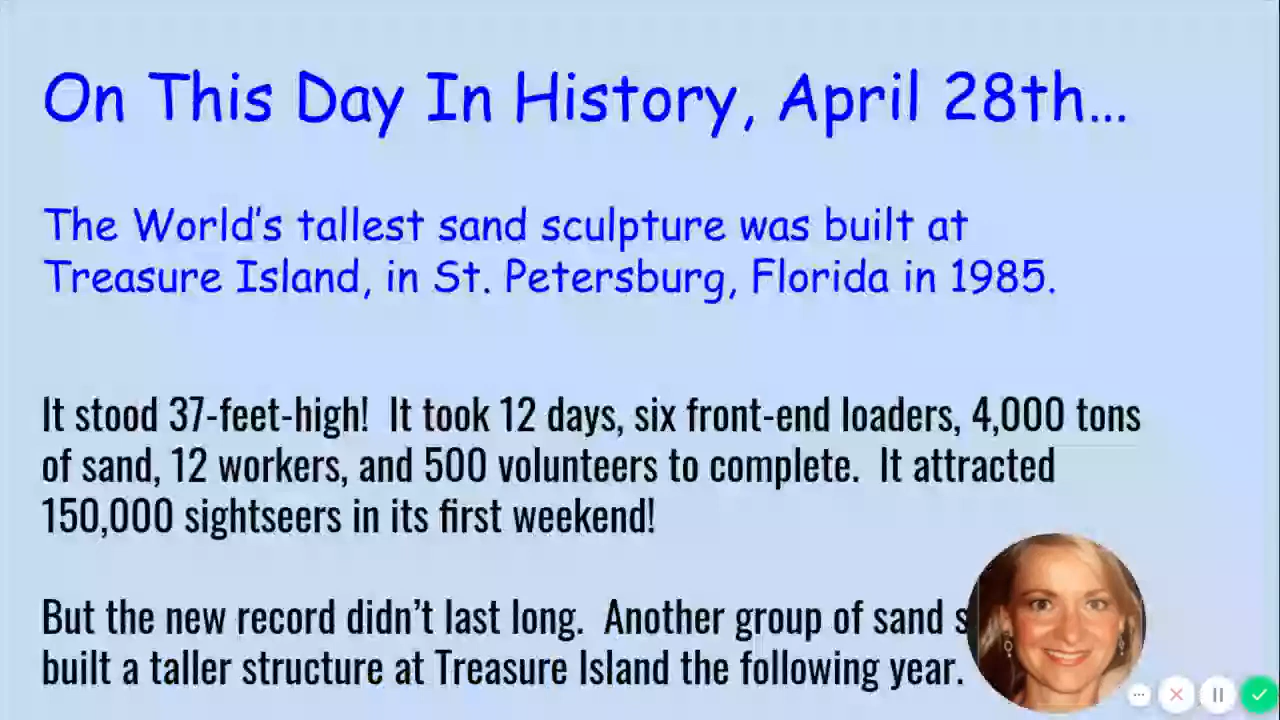 On This Day In History, April 28th...
The World's tallest sand sculpture was built at
Treasure Island, in St. Petersburg, Florida in 1985.
It stood 37-feet-high!  It took 12 days, six front-end loaders, 4,000 tons
of sand, 12 workers, and 500 volunteers to complete.  It attracted
150,000 sightseers in its first weekend!
But the new record didn't last long.  Another group of sand
built a taller structure at Treasure Island the following year.